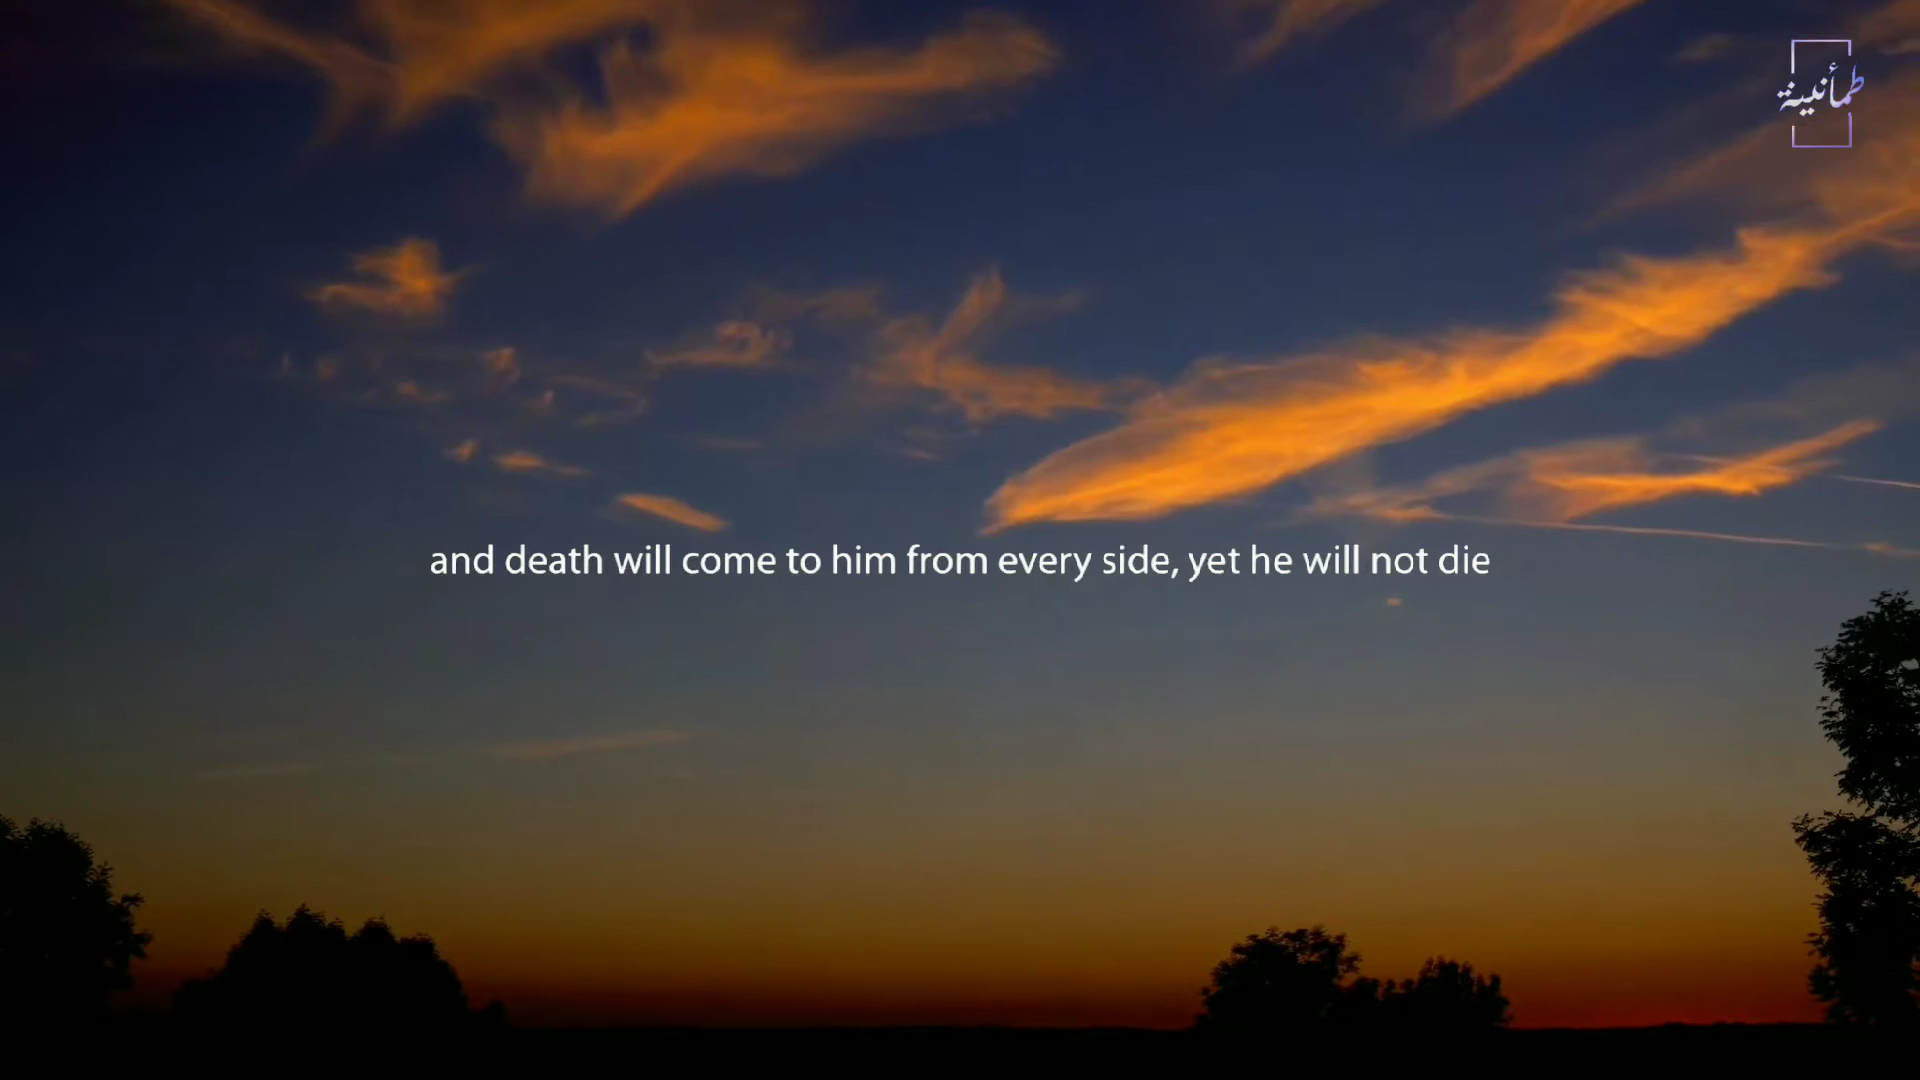 طمأنينة
and death will come to him from every side, yet he will not die